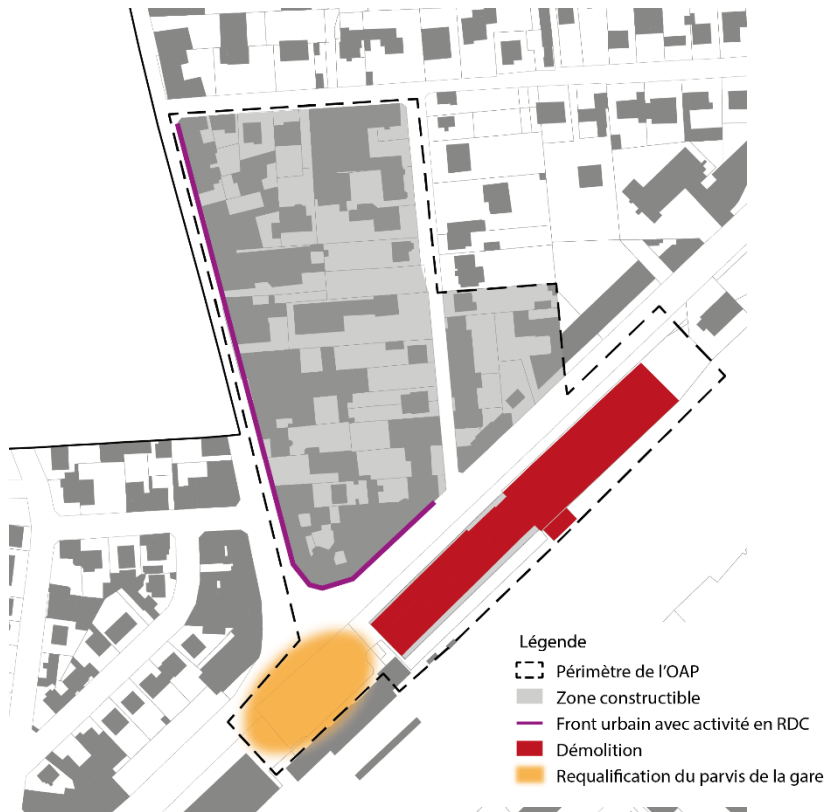 Légende
Périmètre de l'OAP
Zone constructible
Front urbain avec activité en RDC
Démolition
Requalification du parvis de la gare